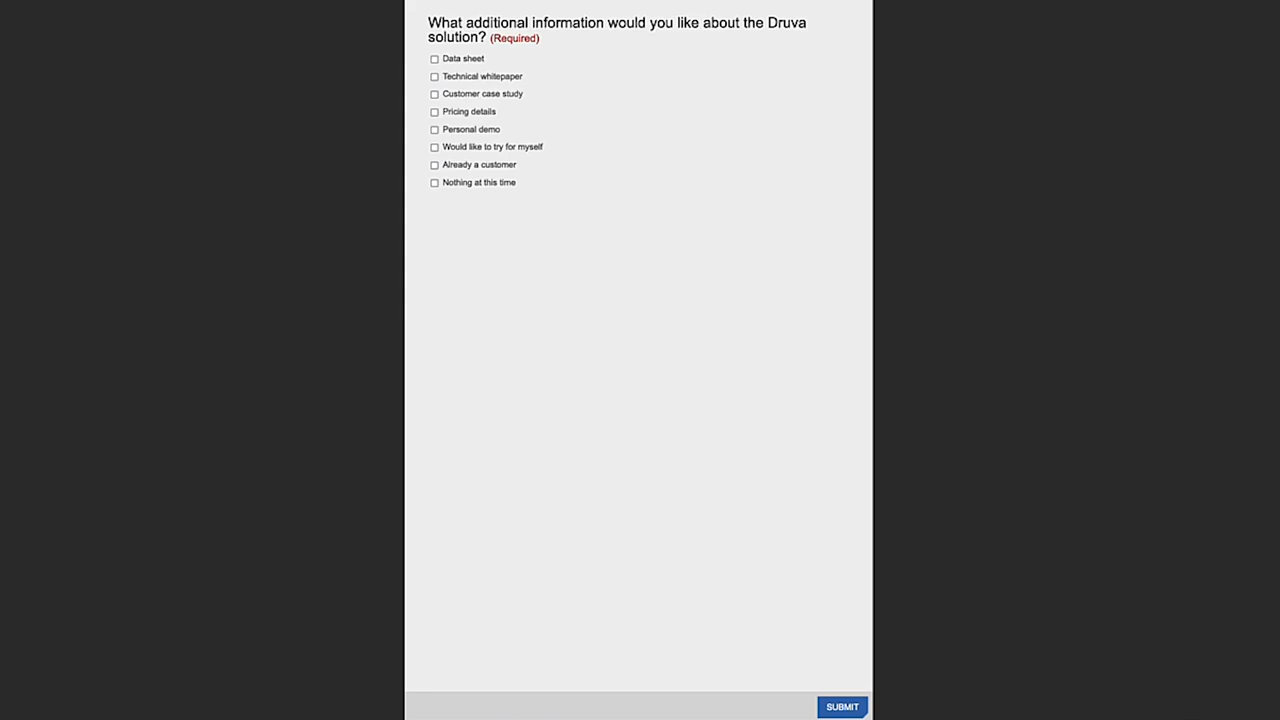 What additional information would you like about the Druva
solution? (Required)
Data sheet
Technical whitepaper
Customer case study
Pricing details
Personal demo
Would like to try for myself
Already a customer
Nothing at this time
SUBMIT